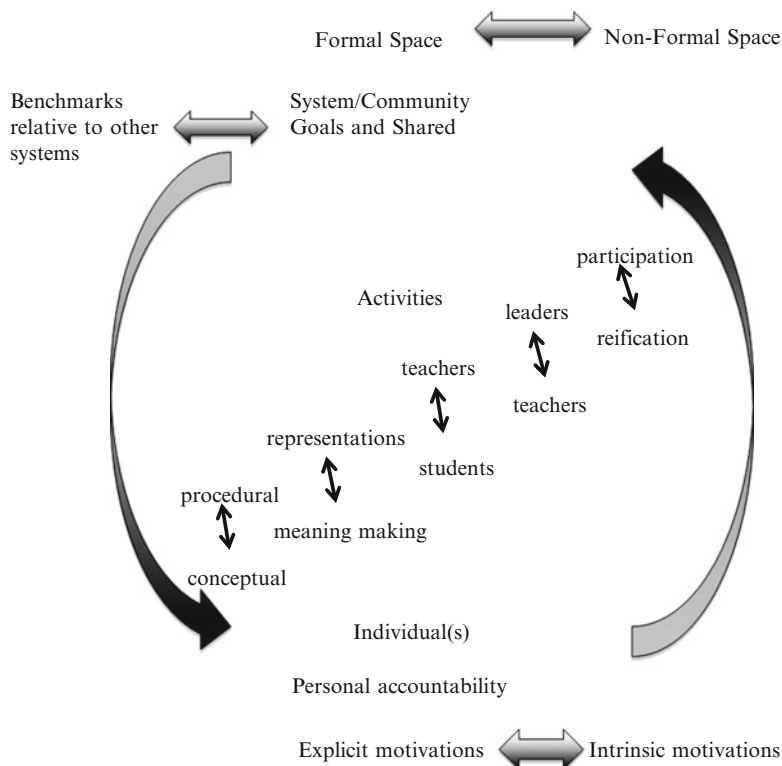 Formal Space
Non-Formal Space
Benchmarks
relative to other
systems
System/Community
Goals and Shared
participation
Activities
leaders
reification
teachers
teachers
representations
students
procedural
meaning making
conceptual
Individual(s)
Personal accountability
Explicit motivations
Intrinsic motivations